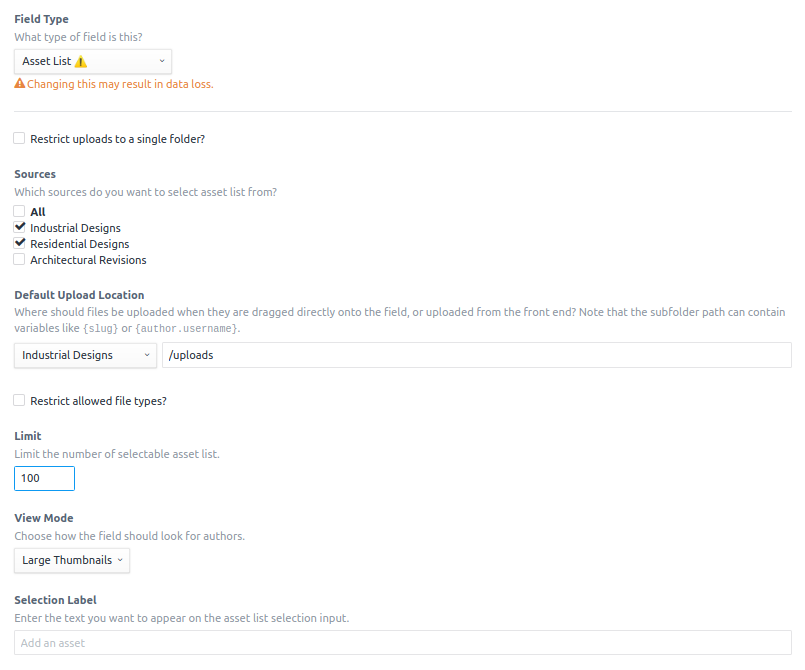 Field Type
What type of field is this?
Asset List ⚠️
Changing this may result in data loss.
Restrict uploads to a single folder?
Sources
Which sources do you want to select asset list from?
All
Industrial Designs
Residential Designs
Architectural Revisions
Default Upload Location
Where should files be uploaded when they are dragged directly onto the field, or uploaded from the front end? Note that the subfolder path can contain
variables like {slug} or {author.username}.
Industrial Designs /uploads
Restrict allowed file types?
Limit
Limit the number of selectable asset list.
100
View Mode
Choose how the field should look for authors.
Large Thumbnails
Selection Label
Enter the text you want to appear on the asset list selection input.
Add an asset